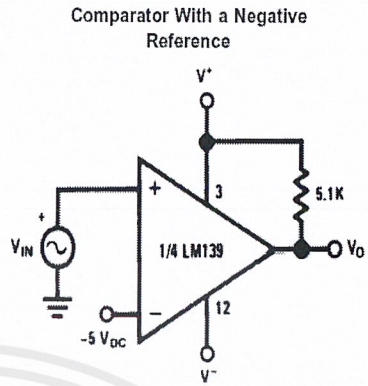 Comparator With a Negative
Reference
V+
+
3
5.1K
+
VIN
1/4 LM139
VO
-5 VDC
−
12
V−